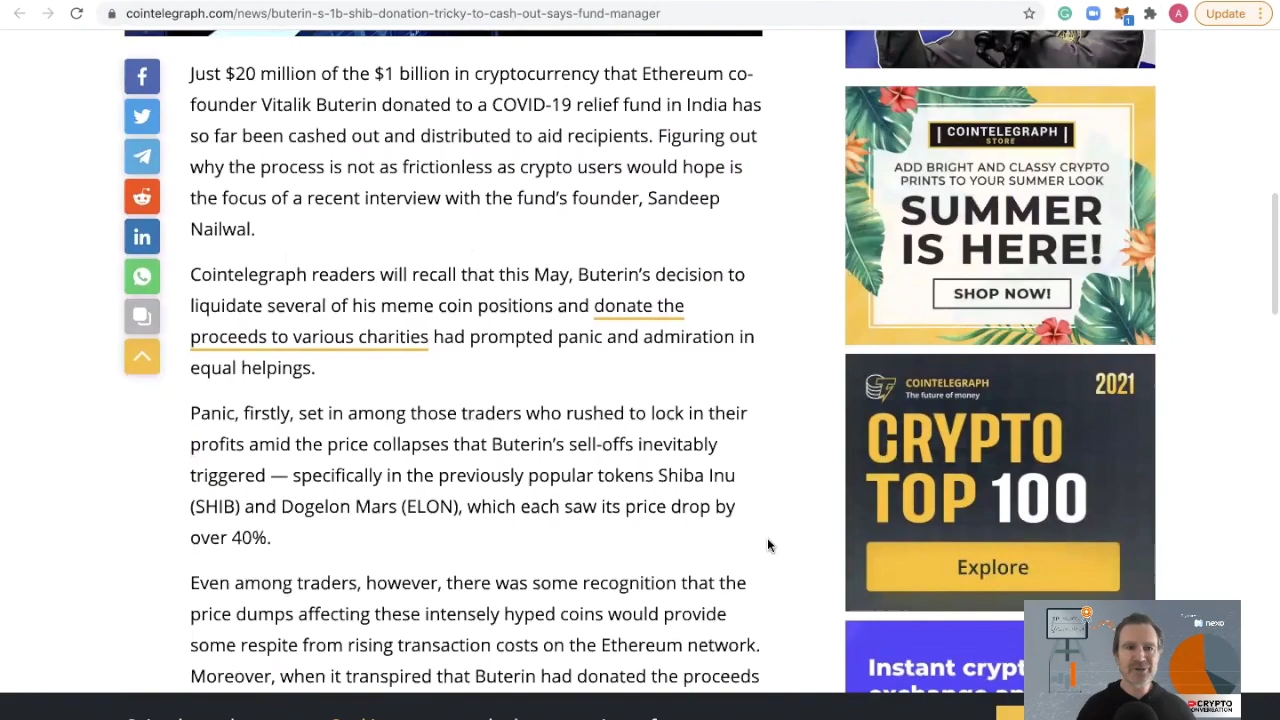 cointelegraph.com/news/buterin-s-1b-shib-donation-tricky-to-cash-out-says-fund-manager
1
A
Update
Just $20 million of the $1 billion in cryptocurrency that Ethereum co-
founder Vitalik Buterin donated to a COVID-19 relief fund in India has
so far been cashed out and distributed to aid recipients. Figuring out
why the process is not as frictionless as crypto users would hope is
the focus of a recent interview with the fund’s founder, Sandeep
Nailwal.
Cointelegraph readers will recall that this May, Buterin’s decision to
liquidate several of his meme coin positions and donate the
proceeds to various charities had prompted panic and admiration in
equal helpings.
Panic, firstly, set in among those traders who rushed to lock in their
profits amid the price collapses that Buterin’s sell-offs inevitably
triggered — specifically in the previously popular tokens Shiba Inu
(SHIB) and Dogelon Mars (ELON), which each saw its price drop by
over 40%.
Even among traders, however, there was some recognition that the
price dumps affecting these intensely hyped coins would provide
some respite from rising transaction costs on the Ethereum network.
Moreover, when it transpired that Buterin had donated the proceeds
COINTELEGRAPH
STORE
ADD BRIGHT AND CLASSY CRYPTO
PRINTS TO YOUR SUMMER LOOK
SUMMER
IS HERE!
SHOP NOW!
COINTELEGRAPH
The future of money
2021
CRYPTO
TOP 100
Explore
Instant crypt
nexo
CRYPTO